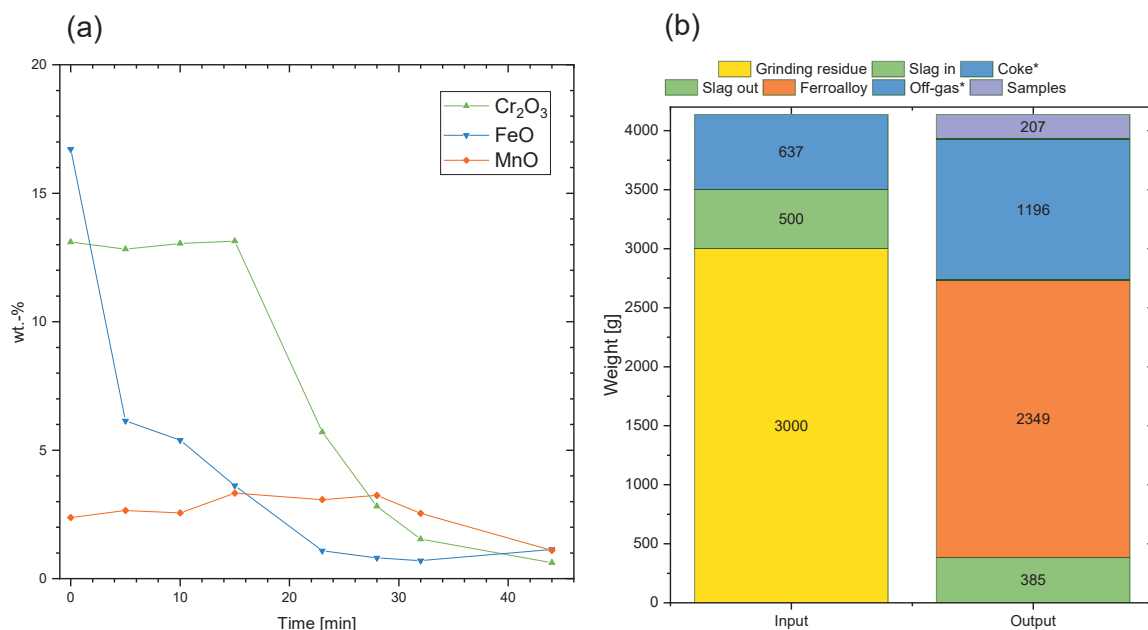 (a)
20
15
10
5
0
wt.-%
Cr₂O₃
FeO
MnO
0 10 20 30 40
Time [min]
(b)
Grinding residue Slag in Coke*
Slag out Ferroalloy Off-gas* Samples
4000
3500
3000
2500
2000
1500
1000
500
0
Weight [g]
637
500
3000
207
1196
2349
385
Input Output